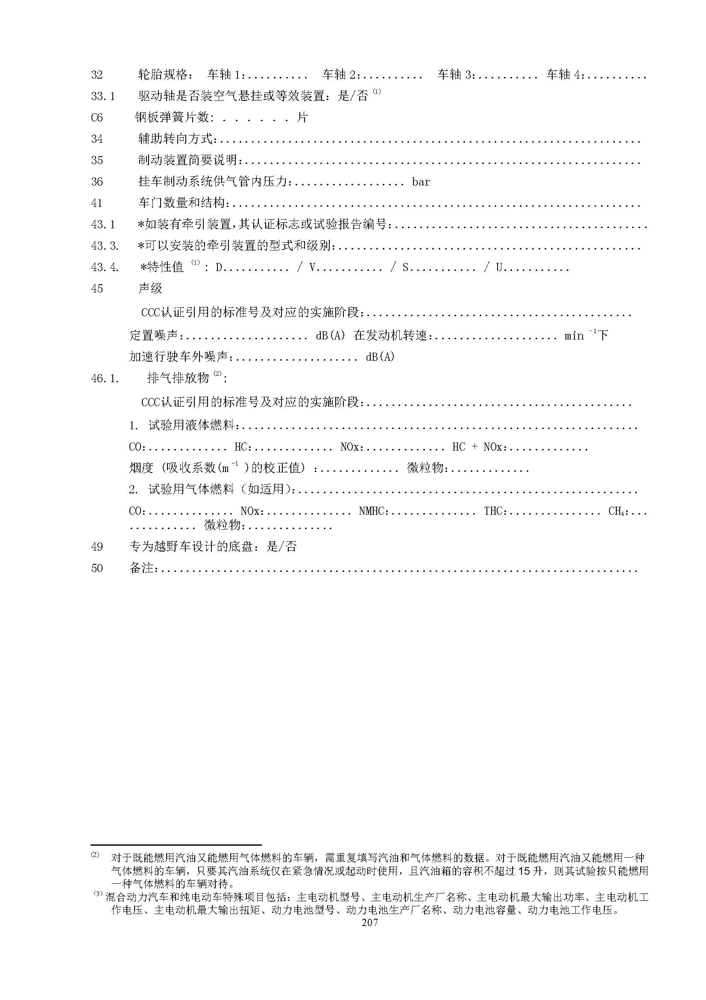 32 轮胎规格： 车轴 1:.......... 车轴 2:.......... 车轴 3:.......... 车轴 4:..........
33.1 驱动轴是否装空气悬挂或等效装置：是/否 ⁽¹⁾
C6 钢板弹簧片数: . . . . . . 片
34 辅助转向方式:....................................................................
35 制动装置简要说明:................................................................
36 挂车制动系统供气管内压力:.................. bar
41 车门数量和结构:..................................................................
43.1 *如装有牵引装置,其认证标志或试验报告编号:.........................................
43.3. *可以安装的牵引装置的型式和级别:.................................................
43.4. *特性值 ⁽¹⁾: D........... / V........... / S........... / U...........
45 声级
CCC认证引用的标准号及对应的实施阶段:...........................................
定置噪声:.................... dB(A) 在发动机转速:.................... min ⁻¹下
加速行驶车外噪声:.................... dB(A)
46.1. 排气排放物 ⁽²⁾:
CCC认证引用的标准号及对应的实施阶段:...........................................
1. 试验用液体燃料:................................................................
CO:............. HC:............. NOx:............. HC + NOx:.............
烟度 (吸收系数(m ⁻¹ )的校正值) :............. 微粒物:.............
2. 试验用气体燃料（如适用）:.......................................................
CO:.............. NOx:.............. NMHC:.............. THC:............... CH₄:...
........... 微粒物:..............
49 专为越野车设计的底盘：是/否
50 备注:.............................................................................
⁽²⁾ 对于既能燃用汽油又能燃用气体燃料的车辆，需重复填写汽油和气体燃料的数据。对于既能燃用汽油又能燃用一种
气体燃料的车辆，只要其汽油系统仅在紧急情况或起动时使用，且汽油箱的容积不超过 15 升，则其试验按只能燃用
一种气体燃料的车辆对待。
⁽³⁾混合动力汽车和纯电动车特殊项目包括：主电动机型号、主电动机生产厂名称、主电动机最大输出功率、主电动机工
作电压、主电动机最大输出扭矩、动力电池型号、动力电池生产厂名称、动力电池容量、动力电池工作电压。
207